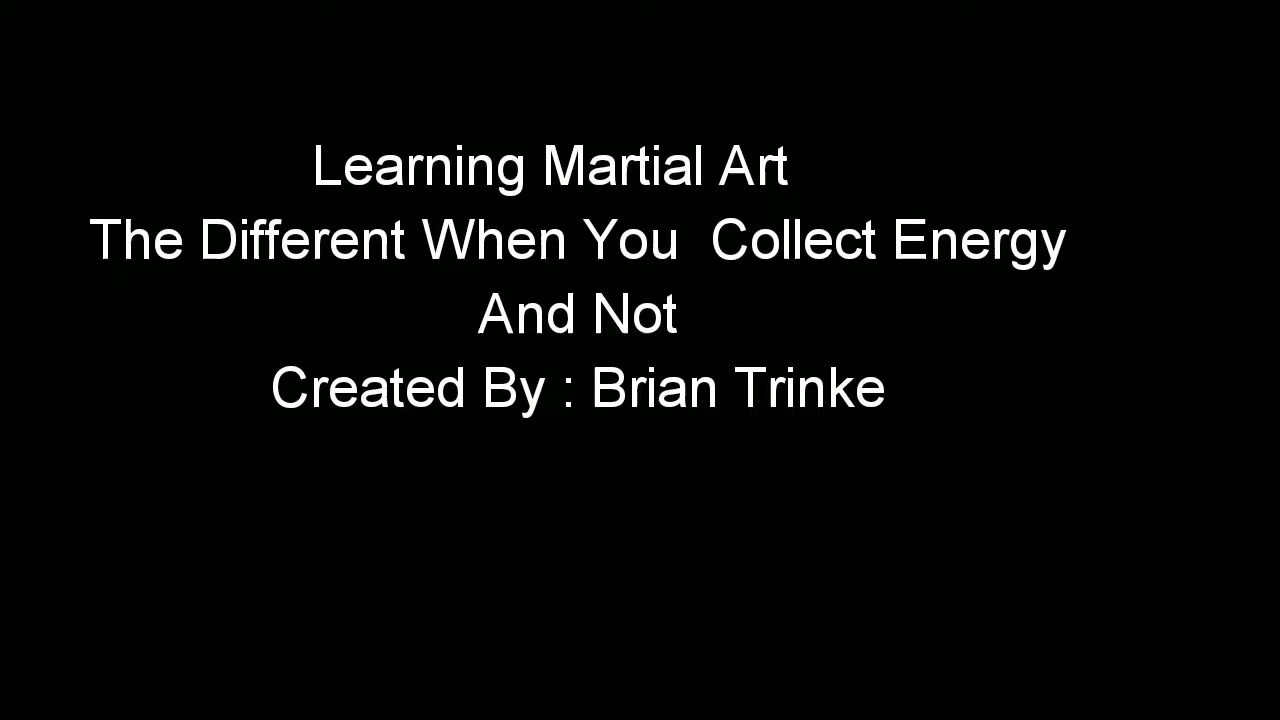 Learning Martial Art
The Different When You  Collect Energy
And Not
Created By : Brian Trinke